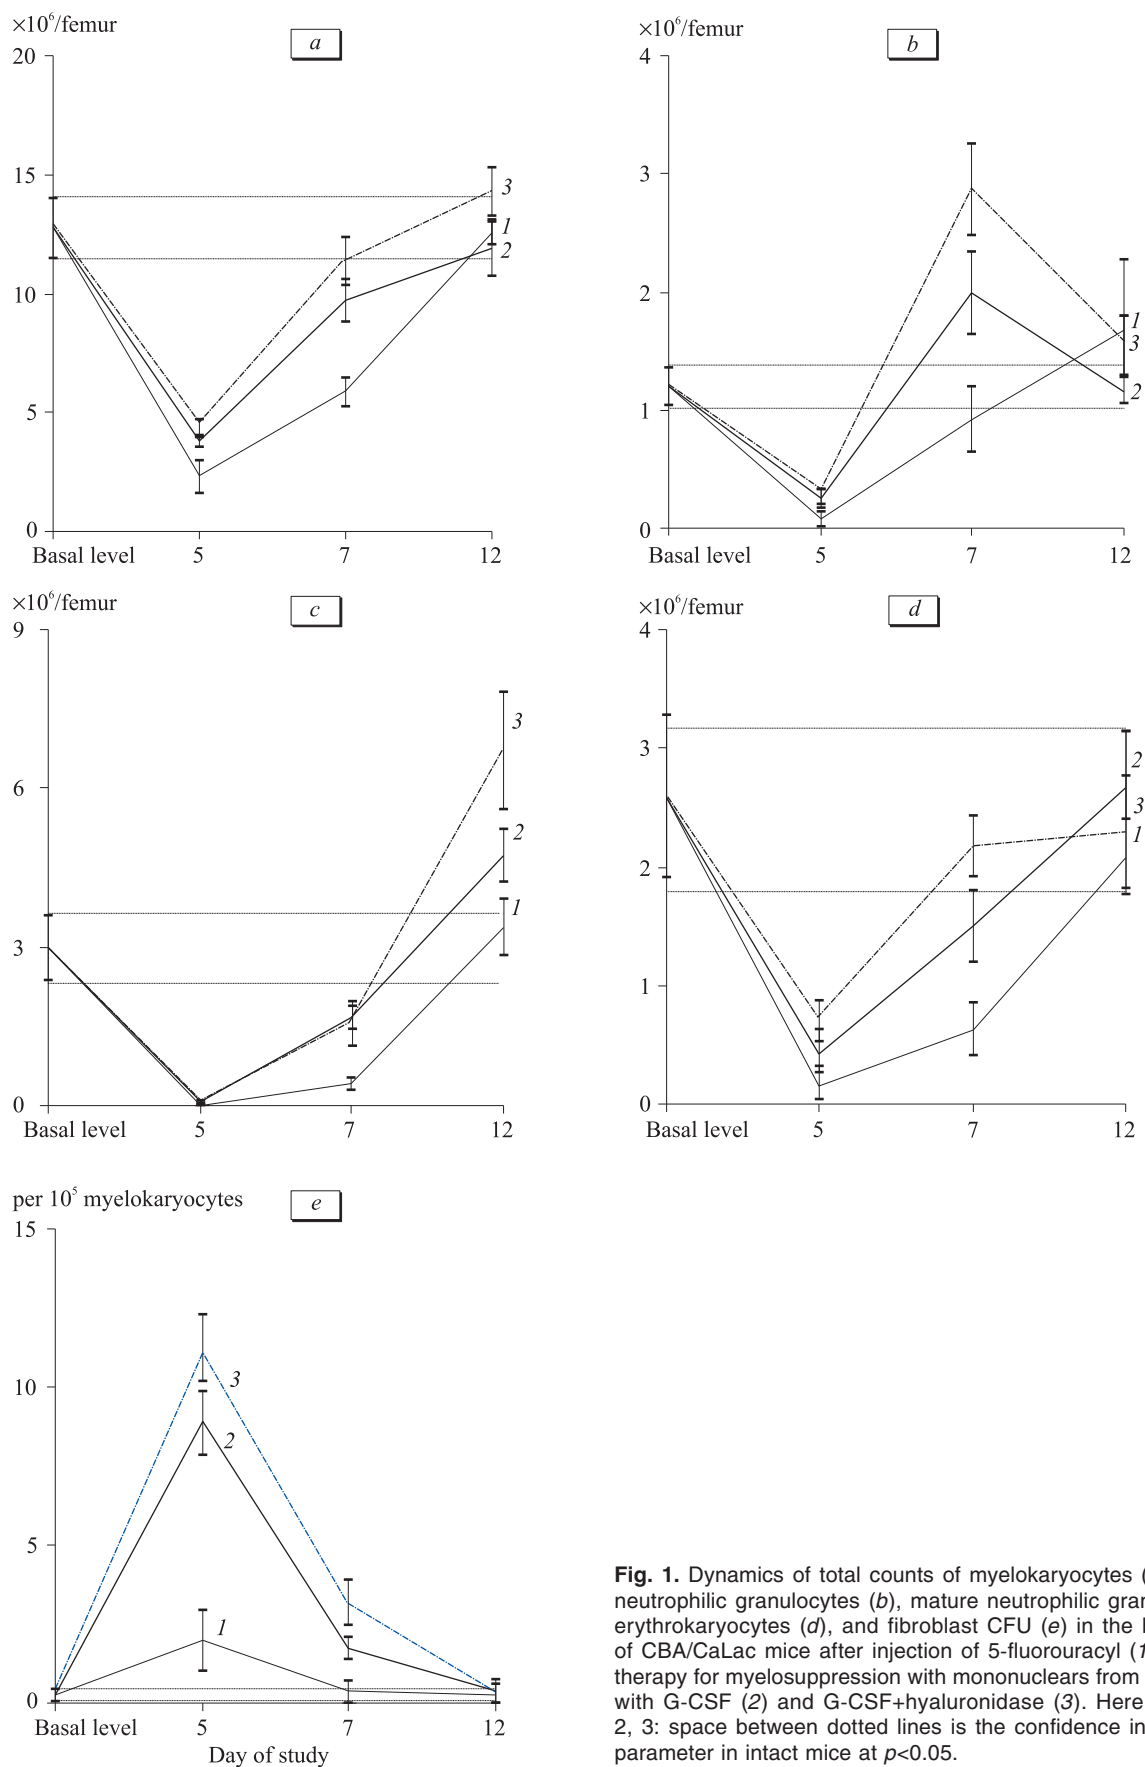 ×10⁶/femur
a
20
15
10
5
0
3
1
2
Basal level 5 7 12
×10⁶/femur
b
4
3
2
1
0
1
3
2
Basal level 5 7 12
×10⁶/femur
c
9
6
3
0
3
2
1
Basal level 5 7 12
×10⁶/femur
d
4
3
2
1
0
2
3
1
Basal level 5 7 12
per 10⁵ myelokaryocytes
e
15
10
5
0
3
2
1
Basal level 5 7 12
Day of study
Fig. 1. Dynamics of total counts of myelokaryocytes (
neutrophilic granulocytes (b), mature neutrophilic gran
erythrokaryocytes (d), and fibroblast CFU (e) in the
of CBA/CaLac mice after injection of 5-fluorouracyl (1
therapy for myelosuppression with mononuclears from
with G-CSF (2) and G-CSF+hyaluronidase (3). Here
2, 3: space between dotted lines is the confidence in
parameter in intact mice at p<0.05.